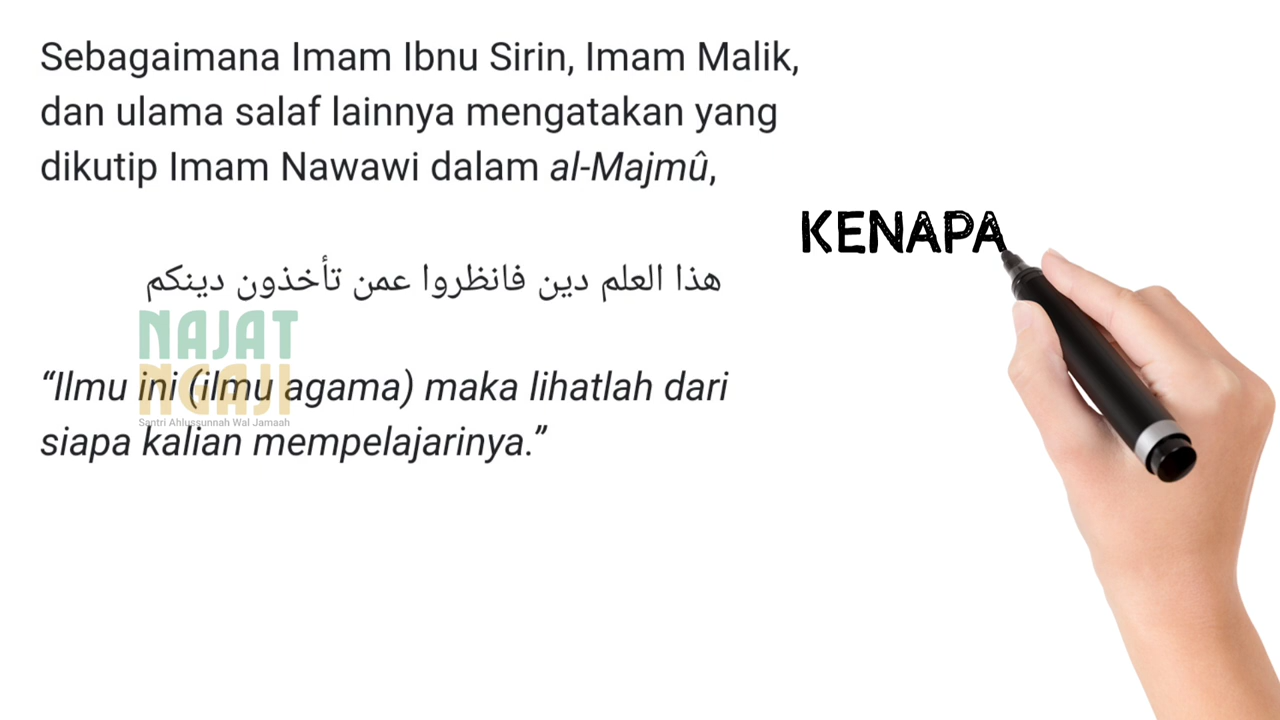 Sebagaimana Imam Ibnu Sirin, Imam Malik,
dan ulama salaf lainnya mengatakan yang
dikutip Imam Nawawi dalam al-Majmû,
KENAPA
هذا العلم دين فانظروا عمن تأخذون دينكم
NAJAT
NGAJI
“Ilmu ini (ilmu agama) maka lihatlah dari
Santri Ahlussunnah Wal Jamaah
siapa kalian mempelajarinya.”